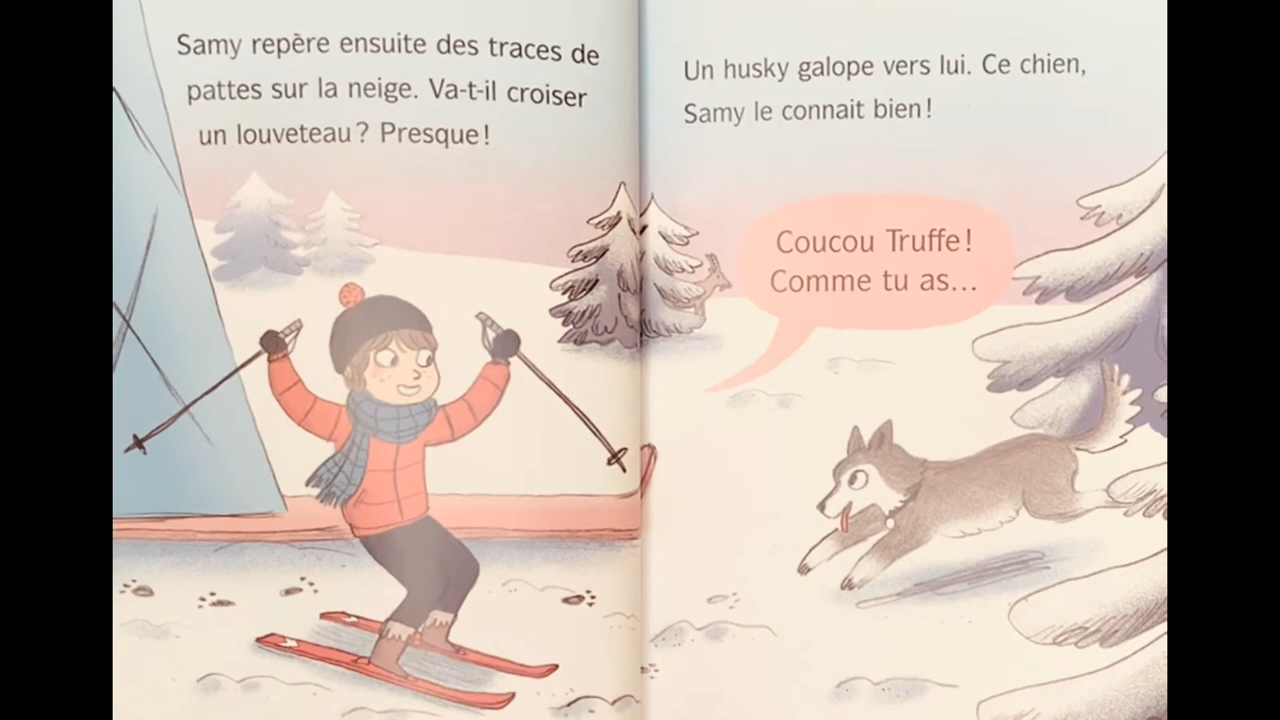 Samy repère ensuite des traces de
pattes sur la neige. Va-t-il croiser
un louveteau ? Presque !
Un husky galope vers lui. Ce chien,
Samy le connait bien !
Coucou Truffe !
Comme tu as...